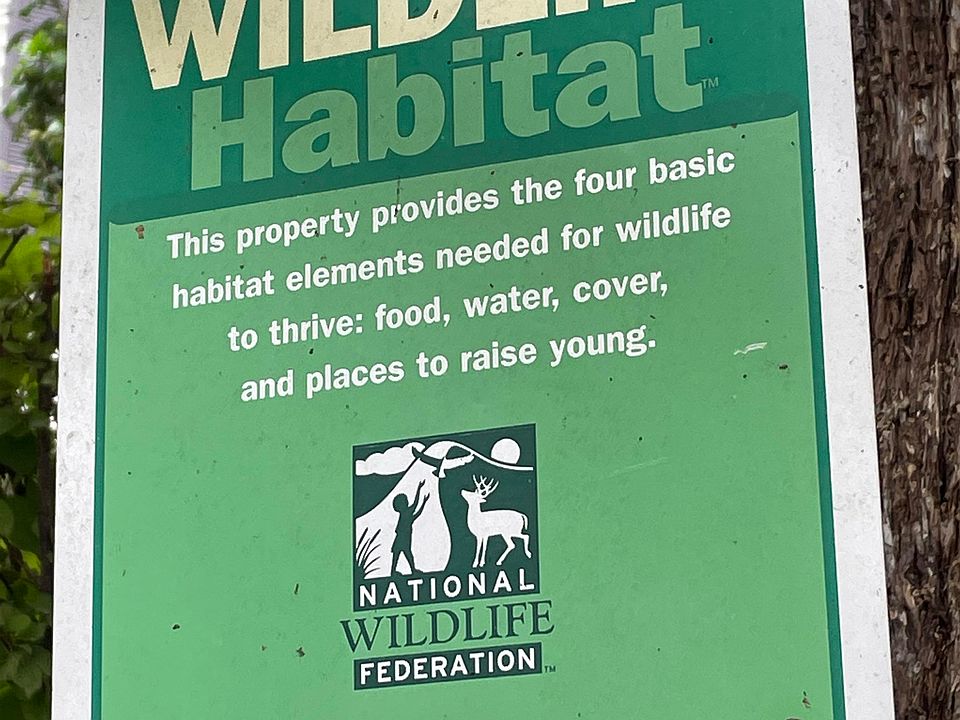 WILDLIFE
Habitat™
This property provides the four basic
habitat elements needed for wildlife
to thrive: food, water, cover,
and places to raise young.
NATIONAL
WILDLIFE
FEDERATION™